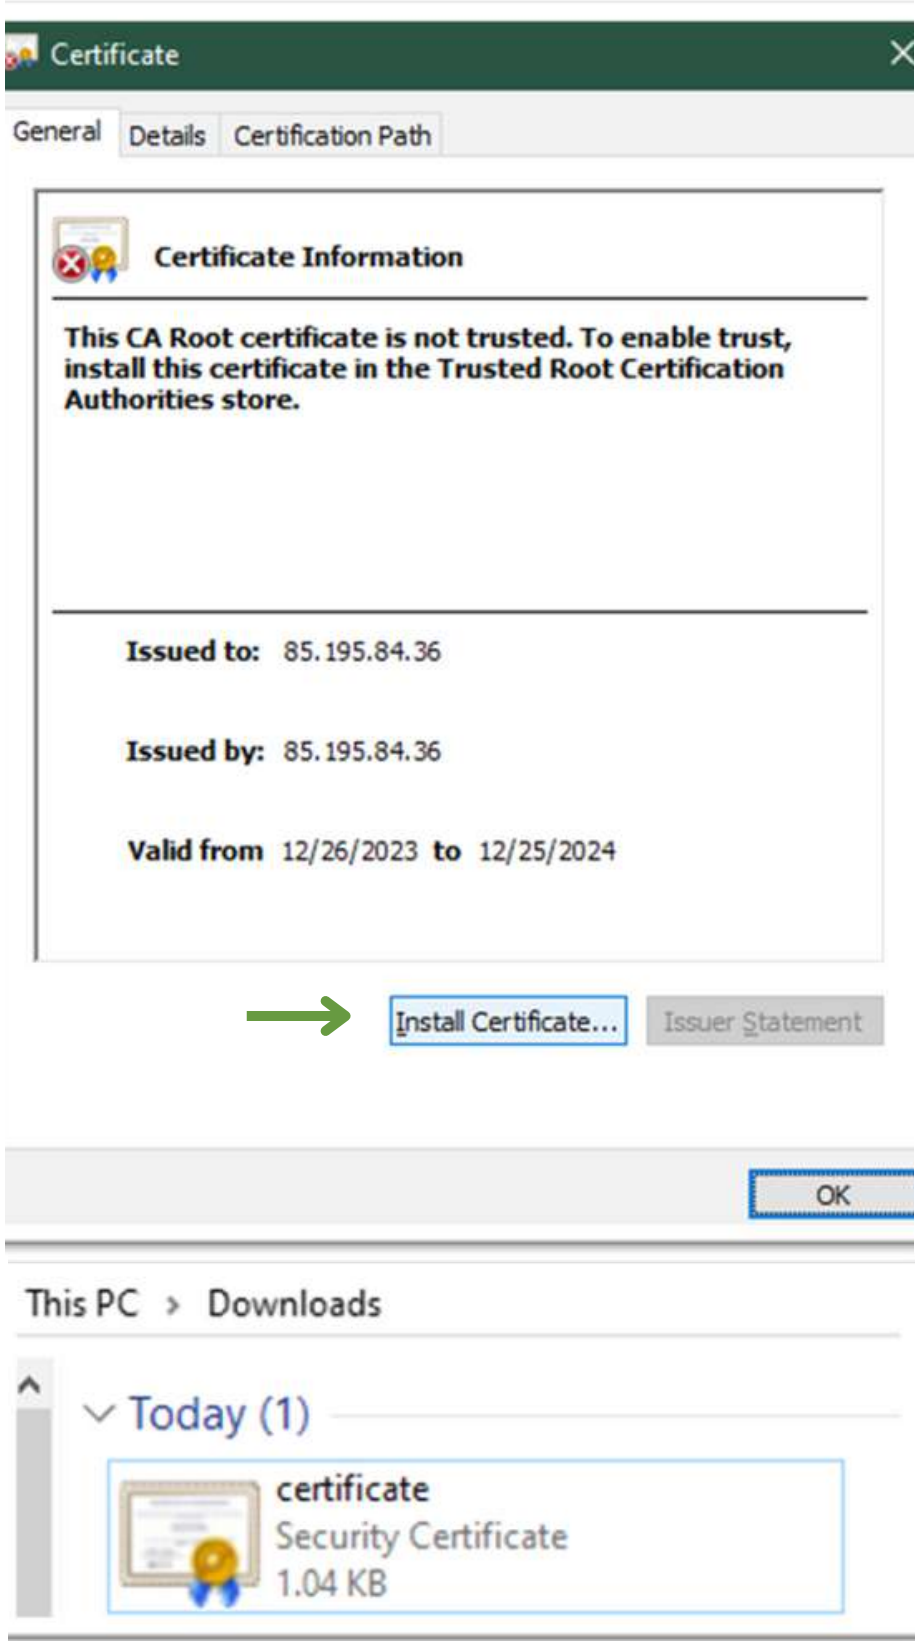 Certificate
General Details Certification Path
Certificate Information
This CA Root certificate is not trusted. To enable trust,
install this certificate in the Trusted Root Certification
Authorities store.
Issued to: 85.195.84.36
Issued by: 85.195.84.36
Valid from 12/26/2023 to 12/25/2024
Install Certificate... Issuer Statement
OK
This PC > Downloads
Today (1)
certificate
Security Certificate
1.04 KB